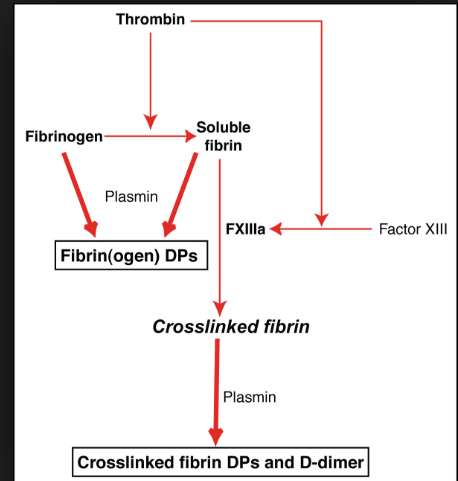 Thrombin
Fibrinogen
Soluble
fibrin
Plasmin
FXIIIa
Factor XIII
Fibrin(ogen) DPs
Crosslinked fibrin
Plasmin
Crosslinked fibrin DPs and D-dimer